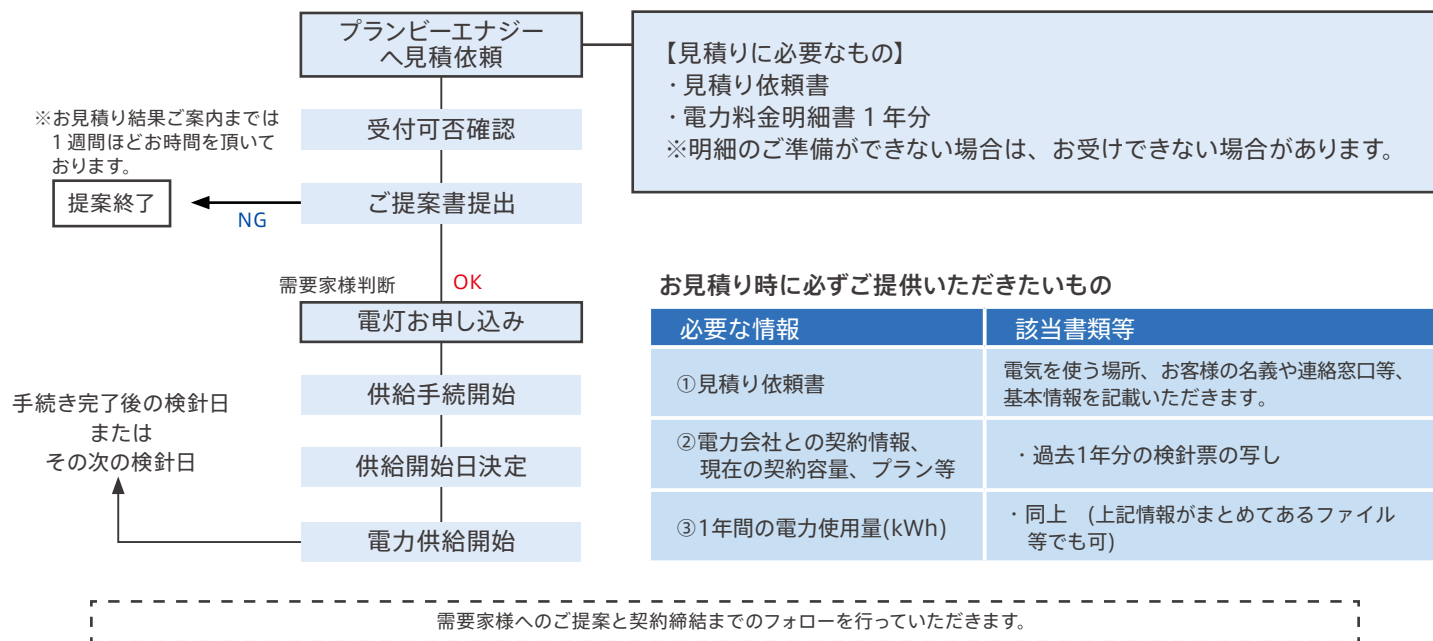 プランビーエナジー
へ見積依頼
【見積りに必要なもの】
・見積り依頼書
・電力料金明細書１年分
※明細のご準備ができない場合は、お受けできない場合があります。
※お見積り結果ご案内までは
１週間ほどお時間を頂いて
おります。
受付可否確認
提案終了
NG
ご提案書提出
需要家様判断
OK
電灯お申し込み
供給手続開始
手続き完了後の検針日
または
その次の検針日
供給開始日決定
電力供給開始
お見積り時に必ずご提供いただきたいもの
必要な情報
該当書類等
①見積り依頼書
電気を使う場所、お客様の名義や連絡窓口等、
基本情報を記載いただきます。
②電力会社との契約情報、
現在の契約容量、プラン等
・過去1年分の検針票の写し
③1年間の電力使用量(kWh)
・同上　(上記情報がまとめてあるファイル
等でも可)
需要家様へのご提案と契約締結までのフォローを行っていただきます。